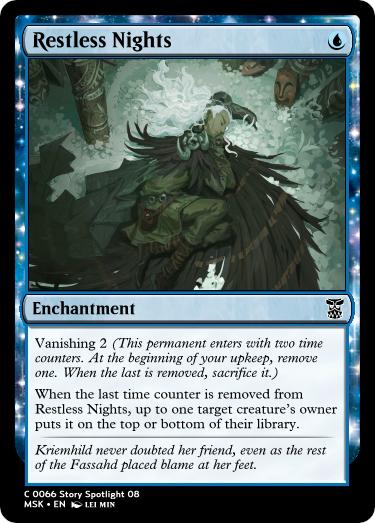 Restless Nights
Enchantment
Vanishing 2 (This permanent enters with two time
counters. At the beginning of your upkeep, remove
one. When the last is removed, sacrifice it.)
When the last time counter is removed from
Restless Nights, up to one target creature's owner
puts it on the top or bottom of their library.
Kriemhild never doubted her friend, even as the rest
of the Fassahd placed blame at her feet.
C 0066 Story Spotlight 08
MSK • EN LEI MIN